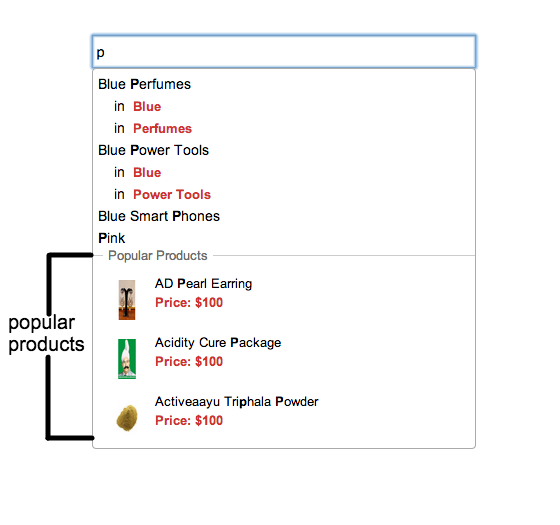 p
Blue Perfumes
in Blue
in Perfumes
Blue Power Tools
in Blue
in Power Tools
Blue Smart Phones
Pink
Popular Products
popular
products
AD Pearl Earring
Price: $100
Acidity Cure Package
Price: $100
Activeaayu Triphala Powder
Price: $100